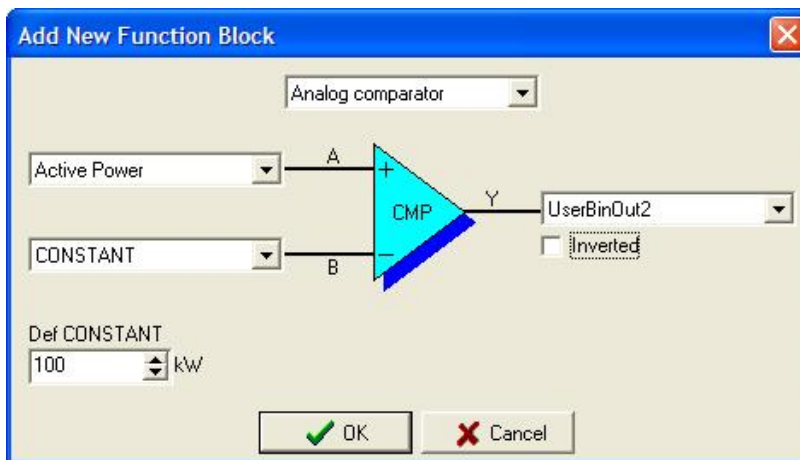 Add New Function Block
Analog comparator
Active Power
A
+
CMP
Y
UserBinOut2
Inverted
CONSTANT
B
−
Def CONSTANT
100 kW
OK
Cancel